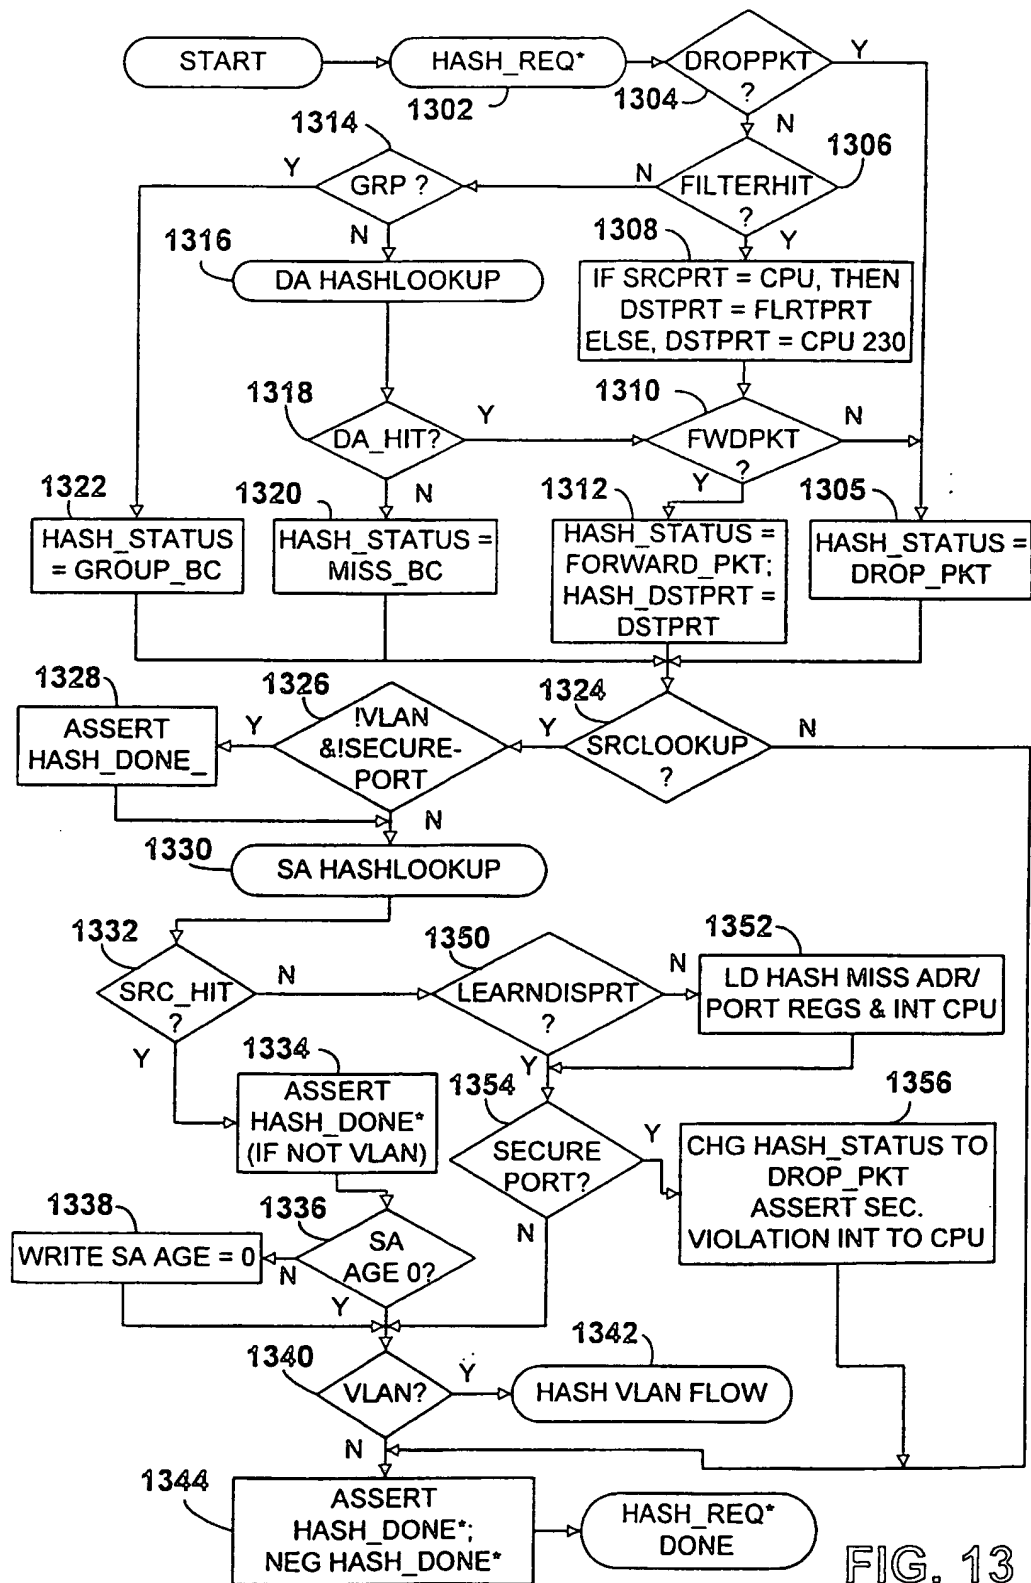 START
HASH_REQ*
1302
DROPPKT
?
1304
Y
N
1314
GRP ?
Y
N
FILTERHIT
?
1306
N
Y
1316
DA HASHLOOKUP
1308
IF SRCPRT = CPU, THEN
DSTPRT = FLRTPRT
ELSE, DSTPRT = CPU 230
1318
DA_HIT?
Y
N
1310
FWDPKT
?
N
Y
1322
HASH_STATUS
= GROUP_BC
1320
HASH_STATUS =
MISS_BC
1312
HASH_STATUS =
FORWARD_PKT;
HASH_DSTPRT =
DSTPRT
1305
HASH_STATUS =
DROP_PKT
1328
ASSERT
HASH_DONE_
1326
!VLAN
&!SECURE-
PORT
Y
N
1324
SRCLOOKUP
?
Y
N
1330
SA HASHLOOKUP
1332
SRC_HIT
?
N
Y
1350
LEARNDISPRT
?
N
Y
1352
LD HASH MISS ADR/
PORT REGS & INT CPU
1334
ASSERT
HASH_DONE*
(IF NOT VLAN)
1354
SECURE
PORT?
Y
N
1356
CHG HASH_STATUS TO
DROP_PKT
ASSERT SEC.
VIOLATION INT TO CPU
1338
WRITE SA AGE = 0
1336
SA
AGE 0?
N
Y
1340
VLAN?
Y
N
1342
HASH VLAN FLOW
1344
ASSERT
HASH_DONE*;
NEG HASH_DONE*
HASH_REQ*
DONE
FIG. 13